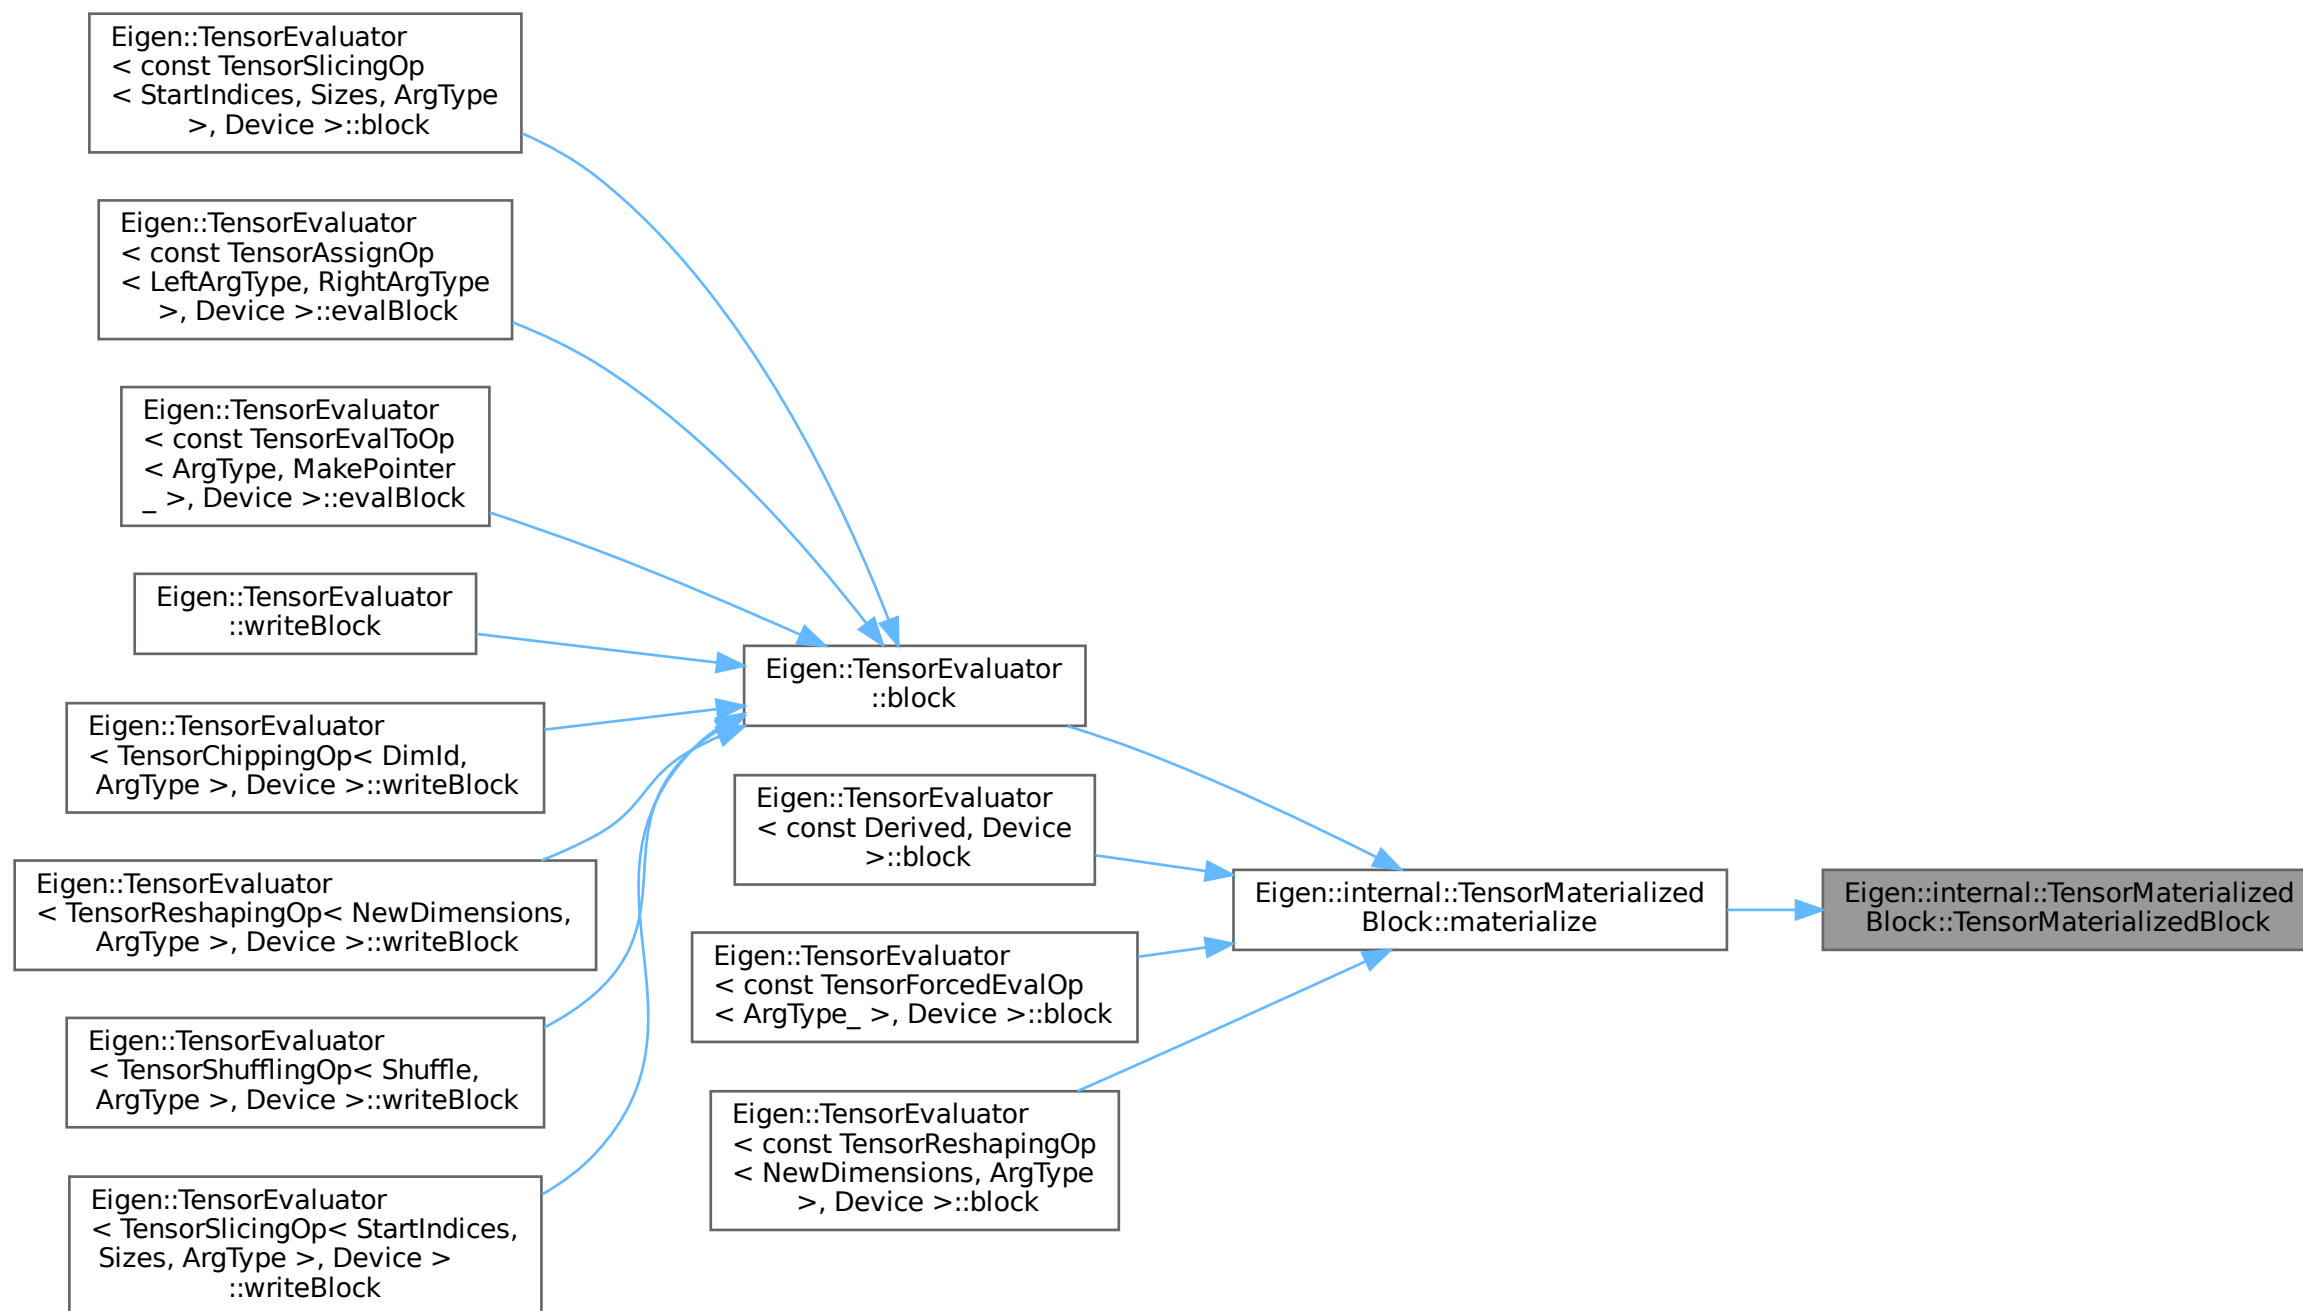 Eigen::TensorEvaluator
< const TensorSlicingOp
< StartIndices, Sizes, ArgType
>, Device >::block
Eigen::TensorEvaluator
< const TensorAssignOp
< LeftArgType, RightArgType
>, Device >::evalBlock
Eigen::TensorEvaluator
< const TensorEvalToOp
< ArgType, MakePointer
_ >, Device >::evalBlock
Eigen::TensorEvaluator
::writeBlock
Eigen::TensorEvaluator
< TensorChippingOp< DimId,
ArgType >, Device >::writeBlock
Eigen::TensorEvaluator
< TensorReshapingOp< NewDimensions,
ArgType >, Device >::writeBlock
Eigen::TensorEvaluator
< TensorShufflingOp< Shuffle,
ArgType >, Device >::writeBlock
Eigen::TensorEvaluator
< TensorSlicingOp< StartIndices,
Sizes, ArgType >, Device >
::writeBlock
Eigen::TensorEvaluator
::block
Eigen::TensorEvaluator
< const Derived, Device
>::block
Eigen::TensorEvaluator
< const TensorForcedEvalOp
< ArgType_ >, Device >::block
Eigen::TensorEvaluator
< const TensorReshapingOp
< NewDimensions, ArgType
>, Device >::block
Eigen::internal::TensorMaterialized
Block::materialize
Eigen::internal::TensorMaterialized
Block::TensorMaterializedBlock